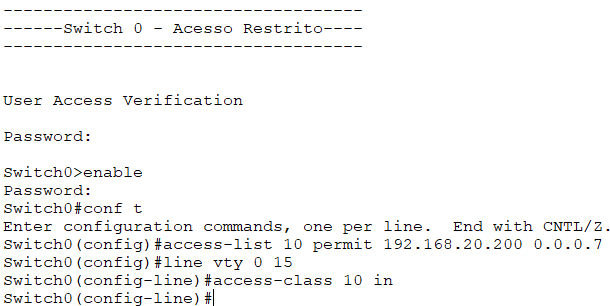 ------------------------------------
------Switch 0 - Acesso Restrito----
------------------------------------
User Access Verification
Password:
Switch0>enable
Password:
Switch0#conf t
Enter configuration commands, one per line.  End with CNTL/Z.
Switch0(config)#access-list 10 permit 192.168.20.200 0.0.0.7
Switch0(config)#line vty 0 15
Switch0(config-line)#access-class 10 in
Switch0(config-line)#